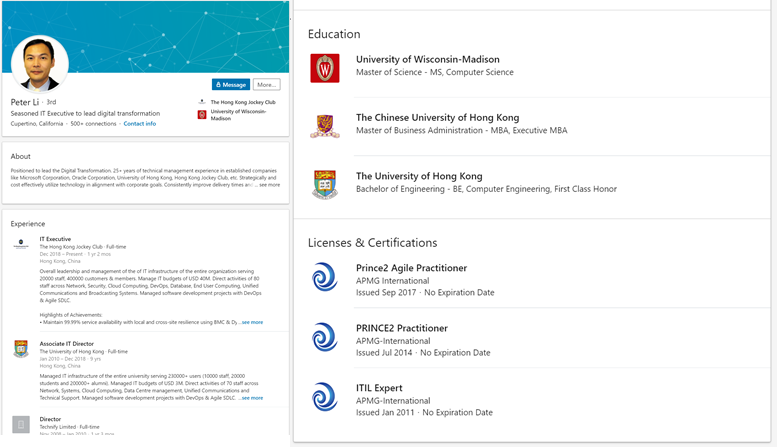 Peter Li · 3rd
Seasoned IT Executive to lead digital transformation
Cupertino, California · 500+ connections · Contact info
Message
More...
The Hong Kong Jockey Club
University of Wisconsin-
Madison
About
Positioned to lead the Digital Transformation. 25+ years of technical management experience in established companies
like Microsoft Corporation, Oracle Corporation, University of Hong Kong, Hong Kong Jockey Club, etc. Strategically and
cost effectively utilize technology in alignment with corporate goals. Consistently improve delivery times an ... see more
Experience
IT Executive
The Hong Kong Jockey Club · Full-time
Dec 2018 – Present · 1 yr 2 mos
Hong Kong, China
Overall leadership and management of the of IT infrastructure of the entire organization serving
20000 staff, 400000 customers & members. Manage IT budgets of USD 40M. Direct activities of 80
staff across Network, Security, Cloud Computing, DevOps, Database, End User Computing, Unified
Communications and Broadcasting Systems. Managed software development projects with DevOps
& Agile SDLC.
Highlights of Achievements
• Maintain 99.99% service availability with local and cross-site resilience using BMC & Dy ...see more
Associate IT Director
The University of Hong Kong · Full-time
Jan 2010 – Dec 2018 · 9 yrs
Hong Kong, China
Managed IT infrastructure of the entire university serving 230000+ users (10000 staff, 20000
students and 200000+ alumni). Managed IT budgets of USD 3M. Direct activities of 70 staff across
Network, Systems, Cloud Computing, Data Centre management, Unified Communications and
Technical Support. Managed software development projects with DevOps & Agile SDLC. ...see more
Director
Technify Limited · Full-time
Nov 2008 – Jan 2010 · 1 yr 3 mos
Education
University of Wisconsin-Madison
Master of Science - MS, Computer Science
The Chinese University of Hong Kong
Master of Business Administration - MBA, Executive MBA
The University of Hong Kong
Bachelor of Engineering - BE, Computer Engineering, First Class Honor
Licenses & Certifications
Prince2 Agile Practitioner
APMG International
Issued Sep 2017 · No Expiration Date
PRINCE2 Practitioner
APMG-International
Issued Jul 2014 · No Expiration Date
ITIL Expert
APMG-International
Issued Jan 2011 · No Expiration Date